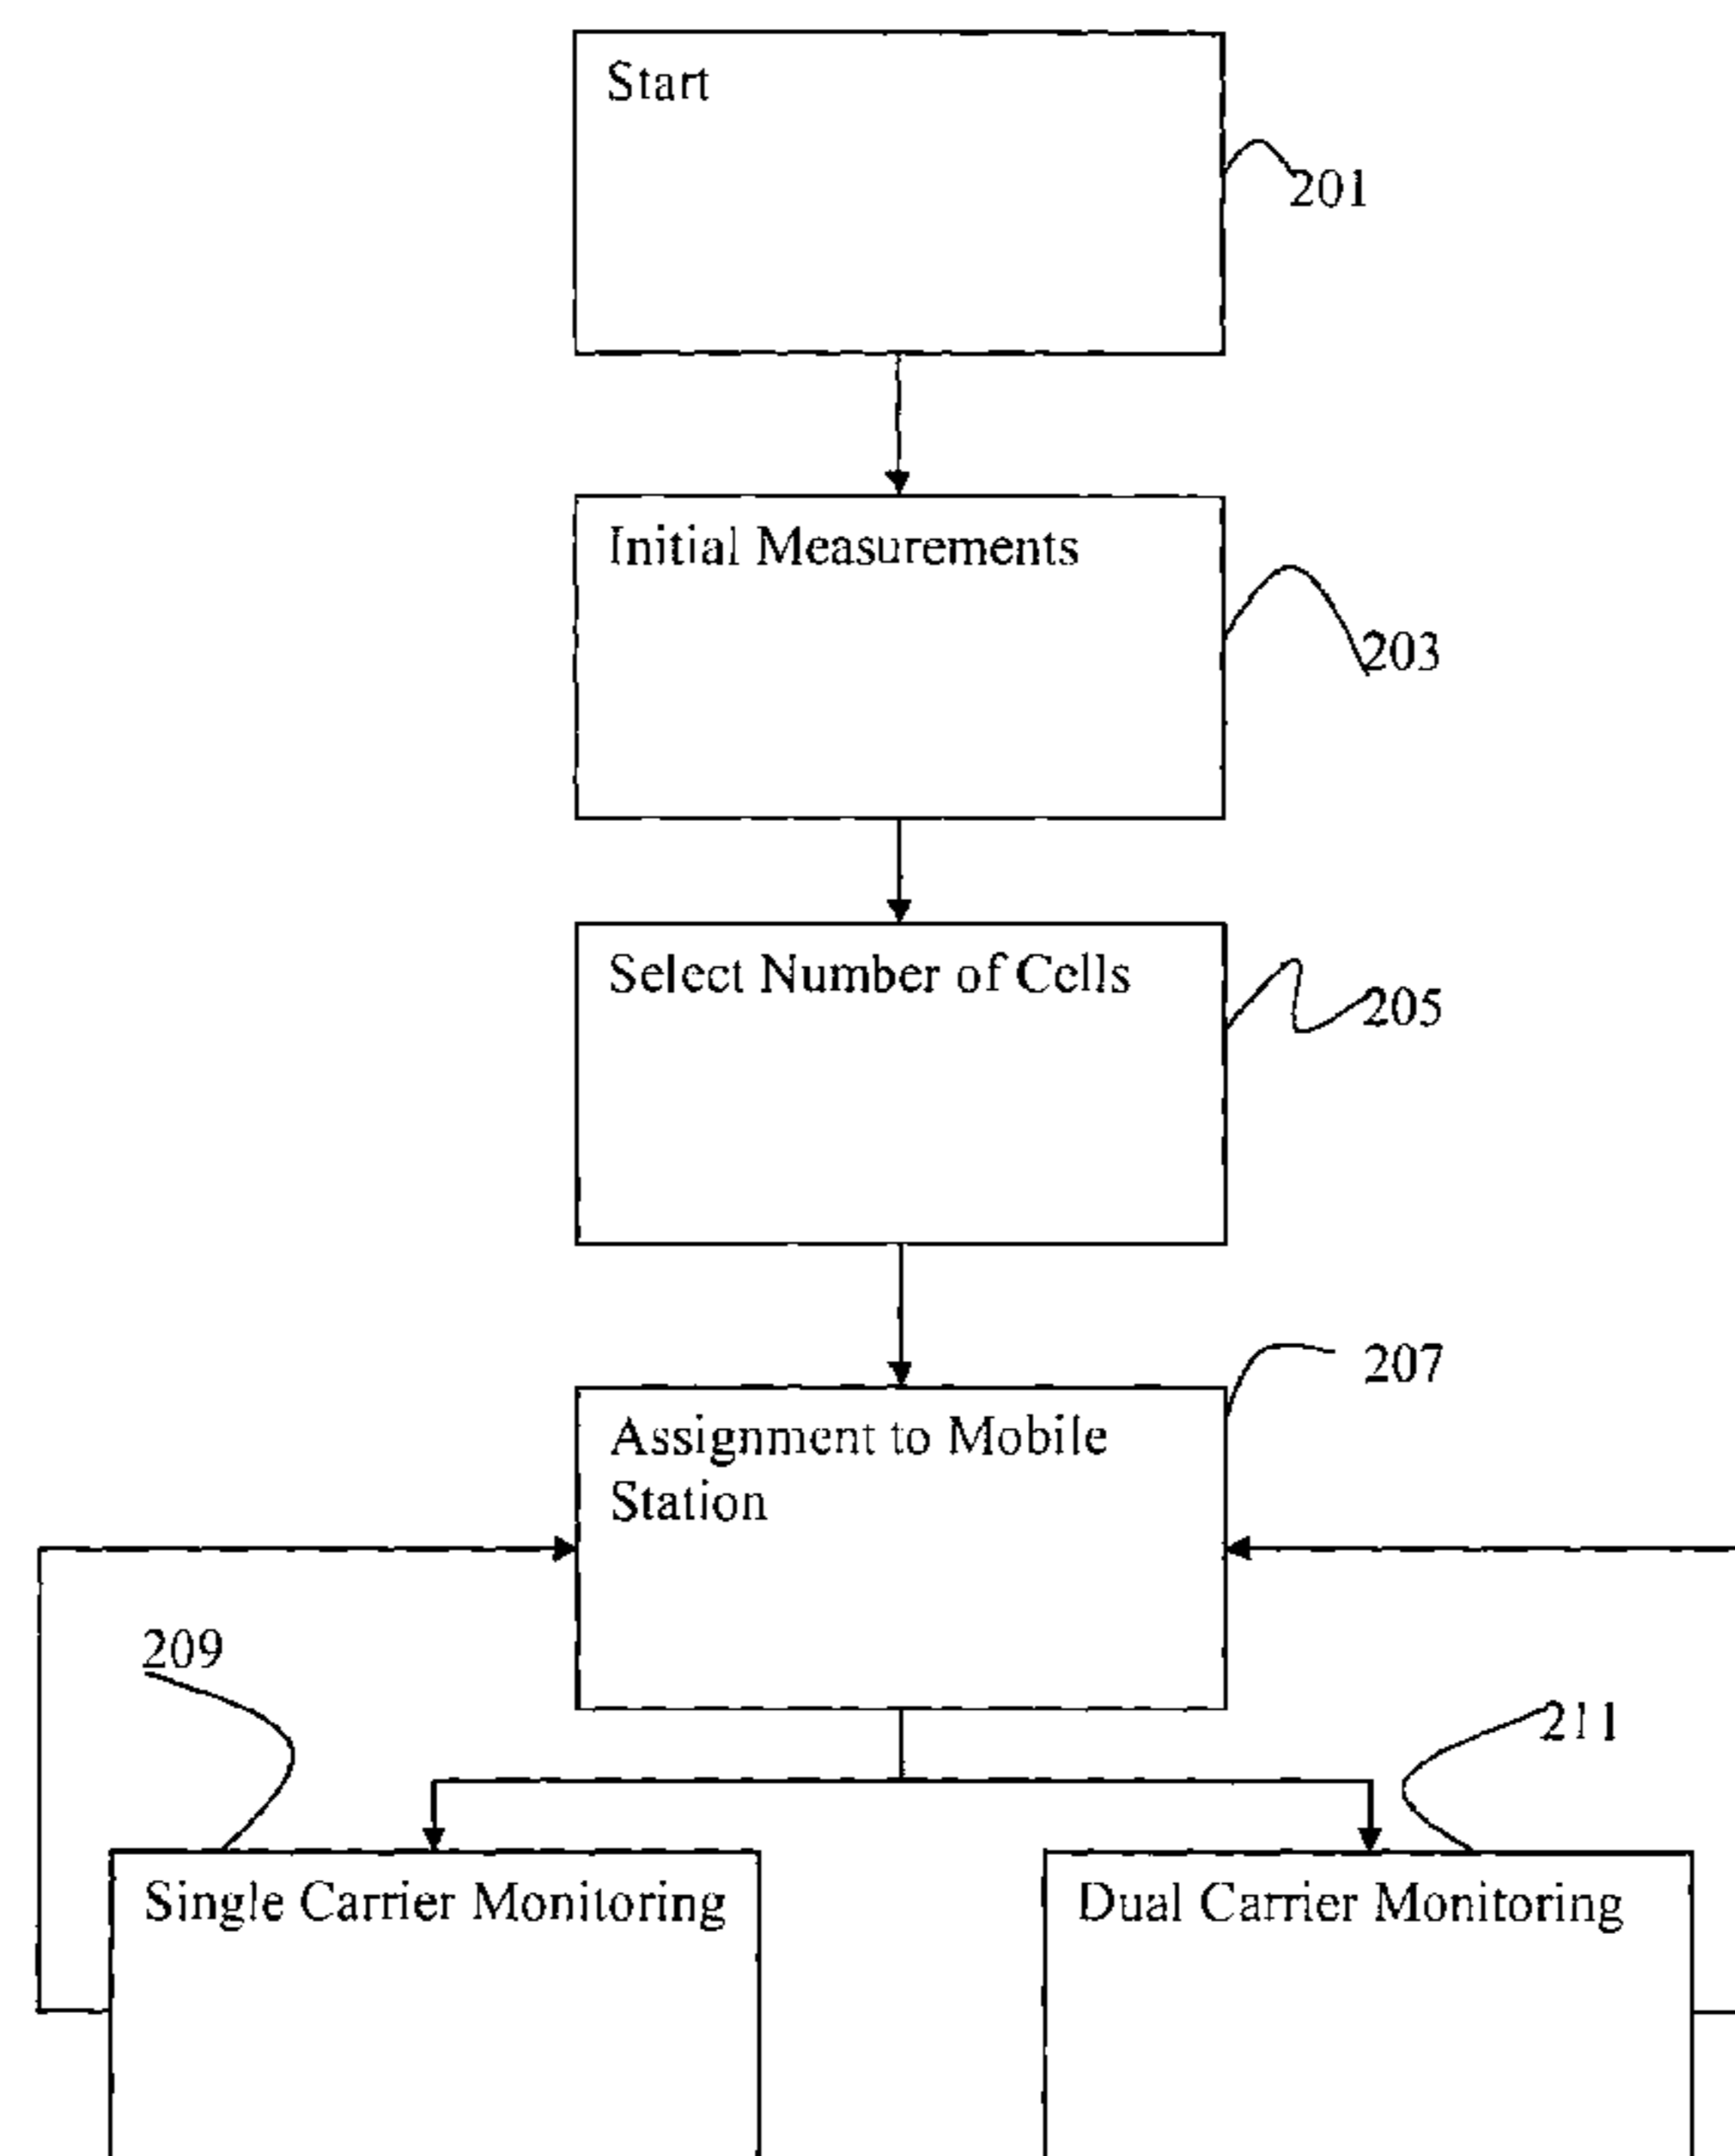 Start
201
Initial Measurements
203
Select Number of Cells
205
207
Assignment to Mobile
Station
209
211
Single Carrier Monitoring
Dual Carrier Monitoring